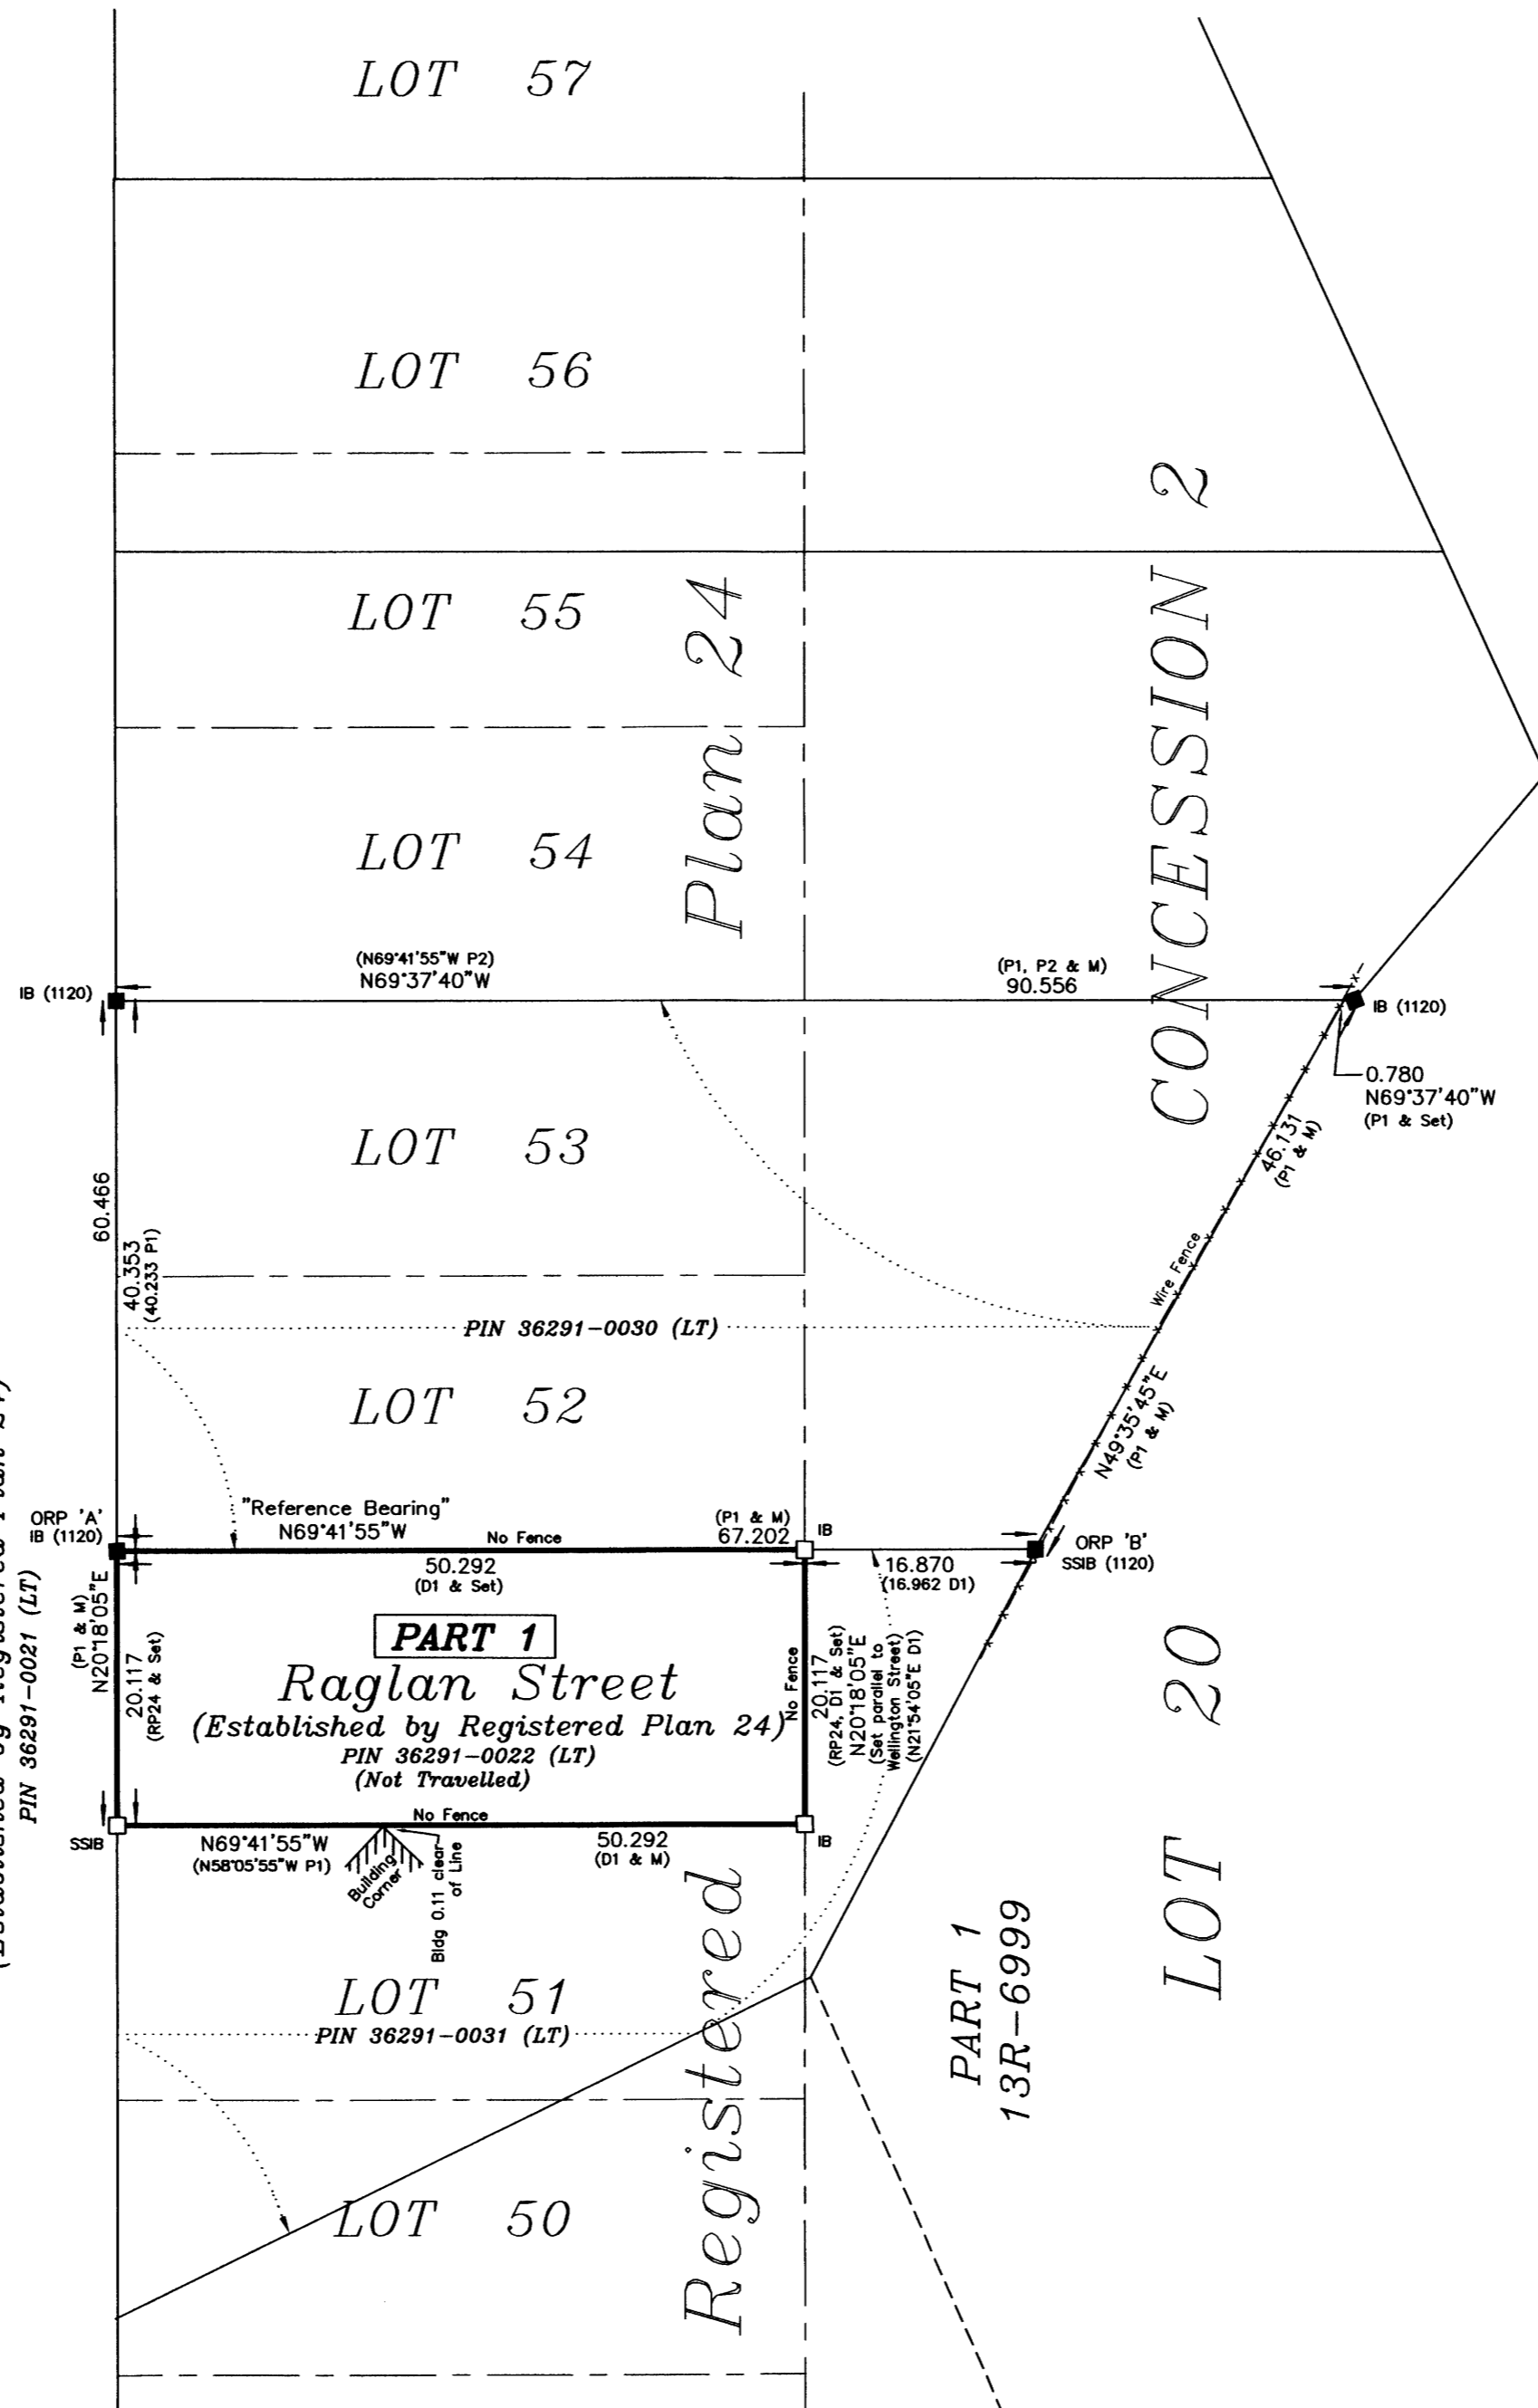 LOT 57
LOT 56
LOT 55
LOT 54
Plan 24
CONCESSION 2
(N69°41'55"W P2)
N69°37'40"W
(P1, P2 & M)
90.556
IB (1120)
IB (1120)
0.780
N69°37'40"W
(P1 & Set)
46.131
(P1 & M)
LOT 53
60.466
40.353
(40.233 P1)
Wire Fence
PIN 36291-0030 (LT)
N49°35'45"E
(P1 & M)
LOT 52
ORP 'A'
IB (1120)
"Reference Bearing"
N69°41'55"W
No Fence
(P1 & M)
67.202
IB
ORP 'B'
SSIB (1120)
50.292
(D1 & Set)
16.870
(16.962 D1)
PIN 36291-0021 (LT)
(P1 & M)
N20°18'05"E
20.117
(RP24 & Set)
PART 1
Raglan Street
(Established by Registered Plan 24)
PIN 36291-0022 (LT)
(Not Travelled)
No Fence
20.117
(RP24, D1 & Set)
N20°18'05"E
(Set parallel to
Wellington Street)
(N21°54'05"E D1)
No Fence
SSIB
N69°41'55"W
(N58°05'55"W P1)
50.292
(D1 & M)
IB
Building
Corner
Bldg 0.11 clear
of Line
LOT 20
LOT 51
PIN 36291-0031 (LT)
Registered
PART 1
13R-6999
LOT 50